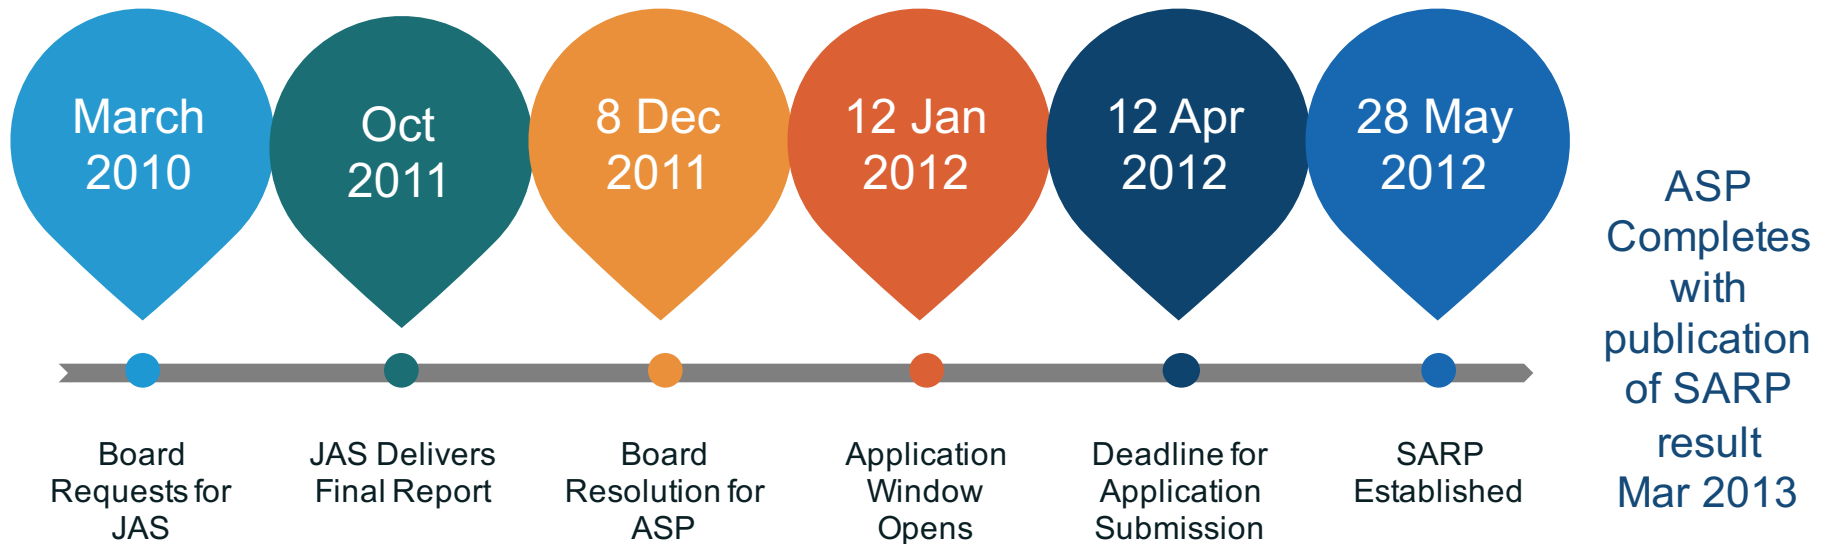 March
2010
Oct
2011
8 Dec
2011
12 Jan
2012
12 Apr
2012
28 May
2012
Board
Requests for
JAS
JAS Delivers
Final Report
Board
Resolution for
ASP
Application
Window
Opens
Deadline for
Application
Submission
SARP
Established
ASP
Completes
with
publication
of SARP
result
Mar 2013